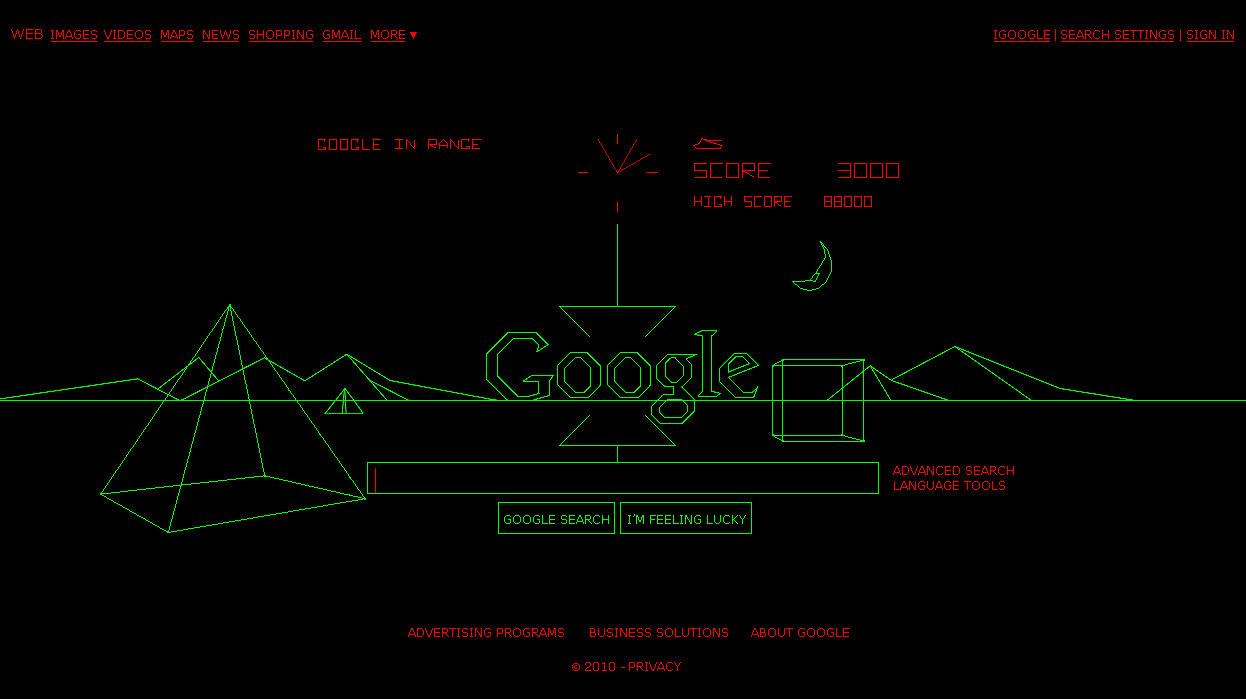 WEB IMAGES VIDEOS MAPS NEWS SHOPPING GMAIL MORE ▼
IGOOGLE | SEARCH SETTINGS | SIGN IN
GOOGLE IN RANGE
SCORE 3000
HIGH SCORE 88000
Google
ADVANCED SEARCH
LANGUAGE TOOLS
GOOGLE SEARCH
I'M FEELING LUCKY
ADVERTISING PROGRAMS BUSINESS SOLUTIONS ABOUT GOOGLE
© 2010 - PRIVACY